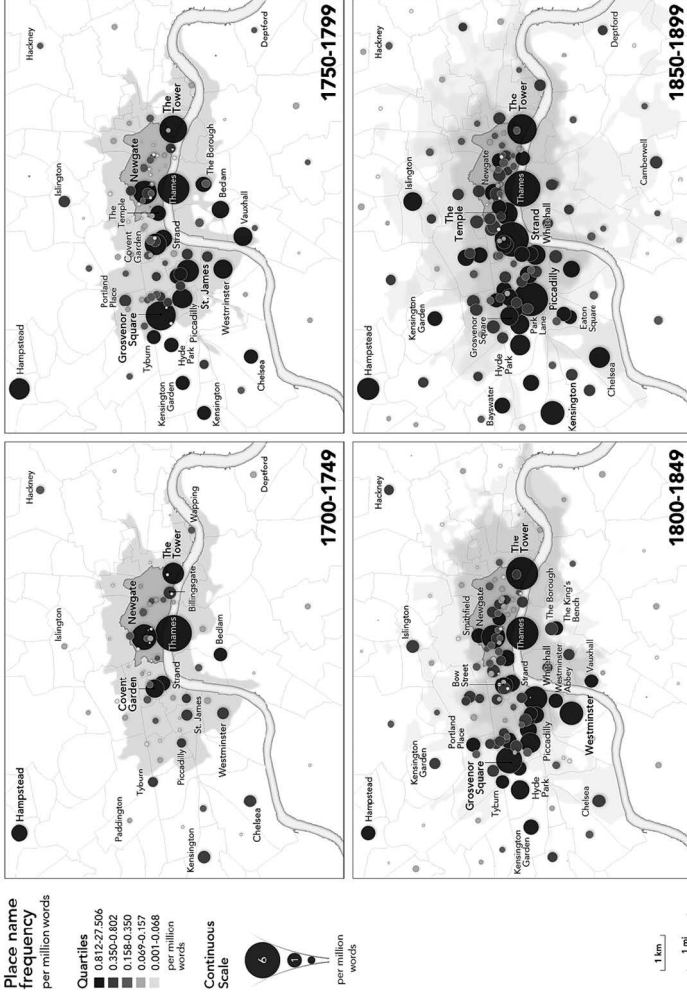 Place name
frequency
per million words
Quartiles
0.812-27.506
0.350-0.802
0.158-0.350
0.069-0.157
0.001-0.068
per million
words
Continuous
Scale
6
1
per million
words
1 km
1 mi
Hampstead
Islington
Hackney
Paddington
Tyburn
Covent
Garden
Newgate
The
Tower
Piccadilly
Strand
Thames
Billingsgate
Wapping
St. James
Kensington
Westminster
Bedlam
Chelsea
Deptford
1700-1749
Hampstead
Islington
Hackney
Portland
Place
Covent
Garden
The
Temple
Newgate
The
Tower
Grosvenor
Square
Tyburn
Hyde
Park
Piccadilly
St. James
Strand
Thames
The Borough
Kensington
Garden
Westminster
Bedlam
Vauxhall
Kensington
Chelsea
Deptford
1750-1799
Hampstead
Kensington
Garden
Islington
Hackney
Portland
Place
Bow
Street
Smithfield
Newgate
The
Tower
Grosvenor
Square
Tyburn
Hyde
Park
Piccadilly
Strand
Thames
Whitehall
Westminster
Abbey
The Borough
The King's
Bench
Kensington
Garden
Westminster
Vauxhall
Chelsea
1800-1849
Hampstead
Kensington
Garden
Islington
Hackney
Grosvenor
Square
The
Temple
Newgate
The
Tower
Bayswater
Hyde
Park
Park
Lane
Piccadilly
Strand
Whitehall
Thames
Kensington
Eaton
Square
Chelsea
Camberwell
Deptford
1850-1899